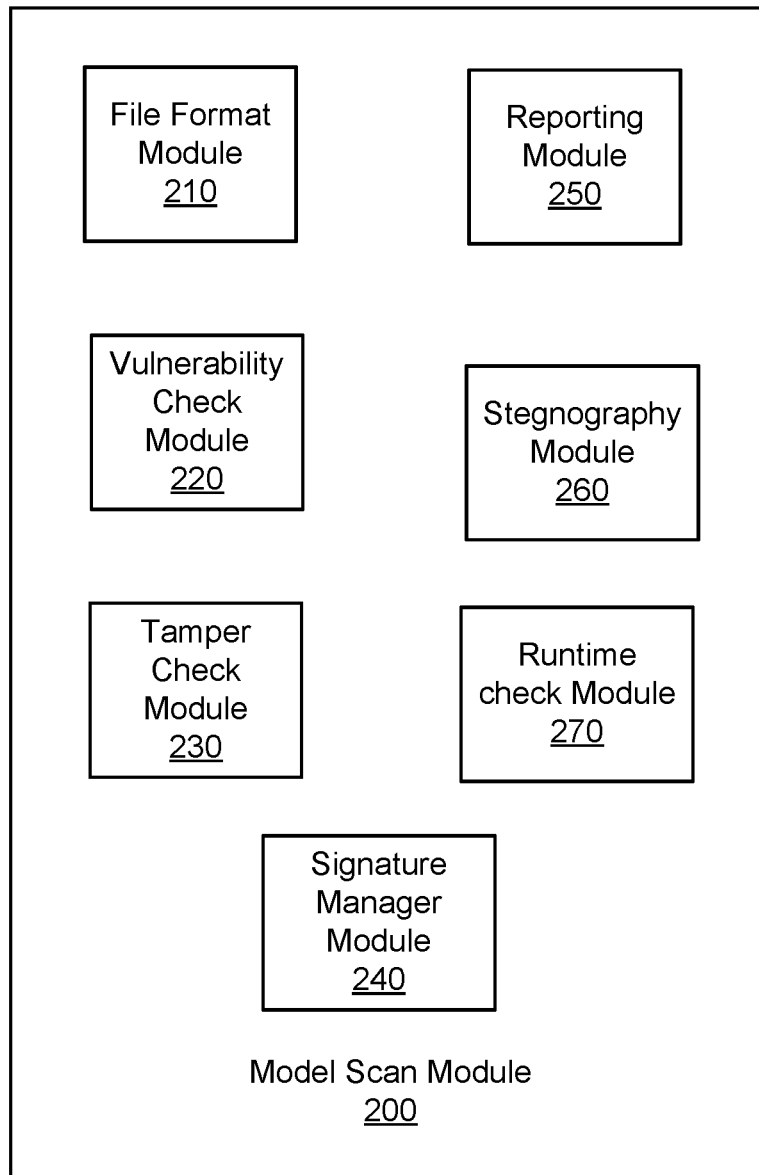 File Format
Module
210
Reporting
Module
250
Vulnerability
Check
Module
220
Stegnography
Module
260
Tamper
Check
Module
230
Runtime
check Module
270
Signature
Manager
Module
240
Model Scan Module
200